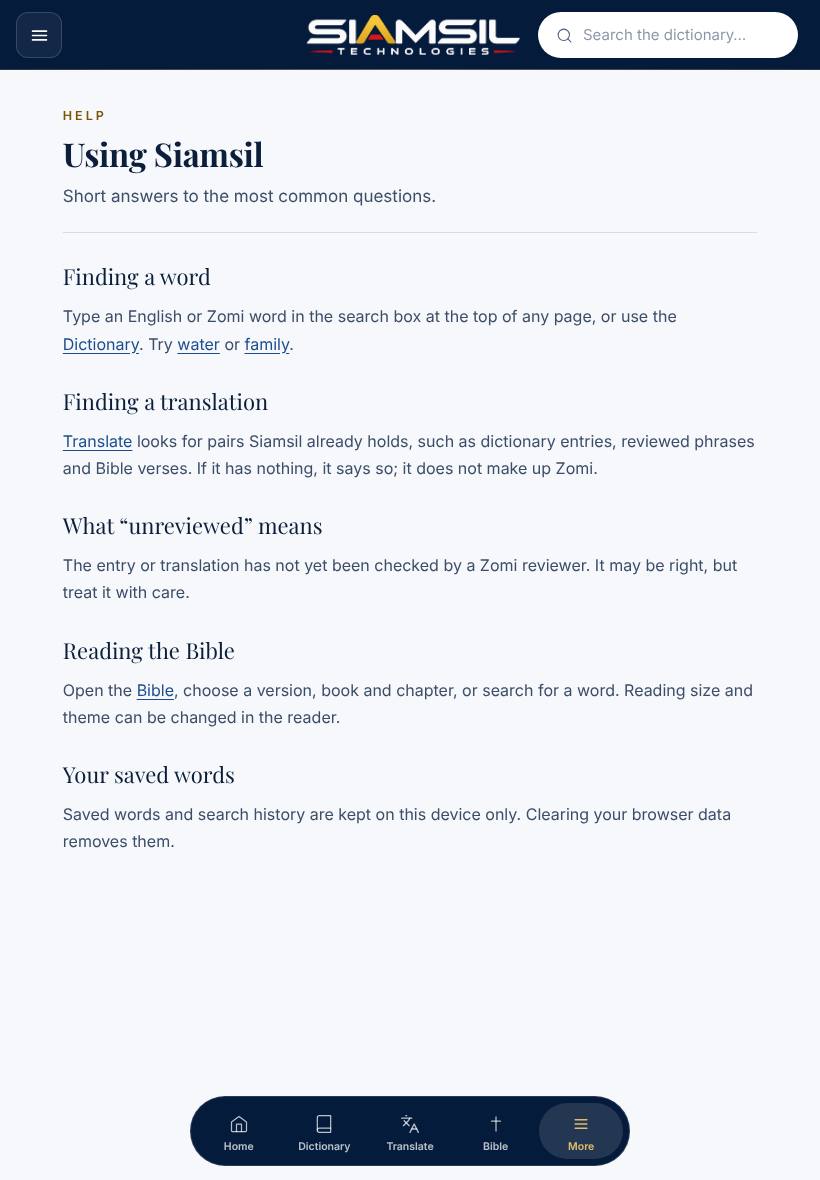 SIAMSIL
TECHNOLOGIES
Search the dictionary...
HELP
Using Siamsil
Short answers to the most common questions.
Finding a word
Type an English or Zomi word in the search box at the top of any page, or use the
Dictionary. Try water or family.
Finding a translation
Translate looks for pairs Siamsil already holds, such as dictionary entries, reviewed phrases
and Bible verses. If it has nothing, it says so; it does not make up Zomi.
What “unreviewed” means
The entry or translation has not yet been checked by a Zomi reviewer. It may be right, but
treat it with care.
Reading the Bible
Open the Bible, choose a version, book and chapter, or search for a word. Reading size and
theme can be changed in the reader.
Your saved words
Saved words and search history are kept on this device only. Clearing your browser data
removes them.
Home Dictionary Translate Bible More